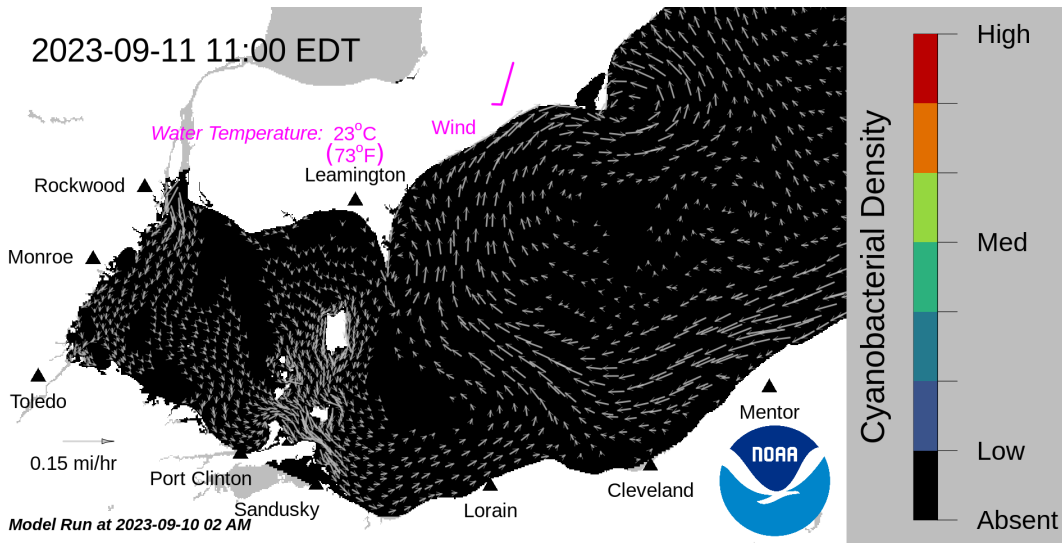 2023-09-11 11:00 EDT
High
Wind
Water Temperature: 23°C
(73°F)
Leamington
Rockwood
Monroe
Med
Cyanobacterial Density
Toledo
Mentor
0.15 mi/hr
NOAA
Low
Port Clinton
Sandusky
Lorain
Cleveland
Model Run at 2023-09-10 02 AM
Absent